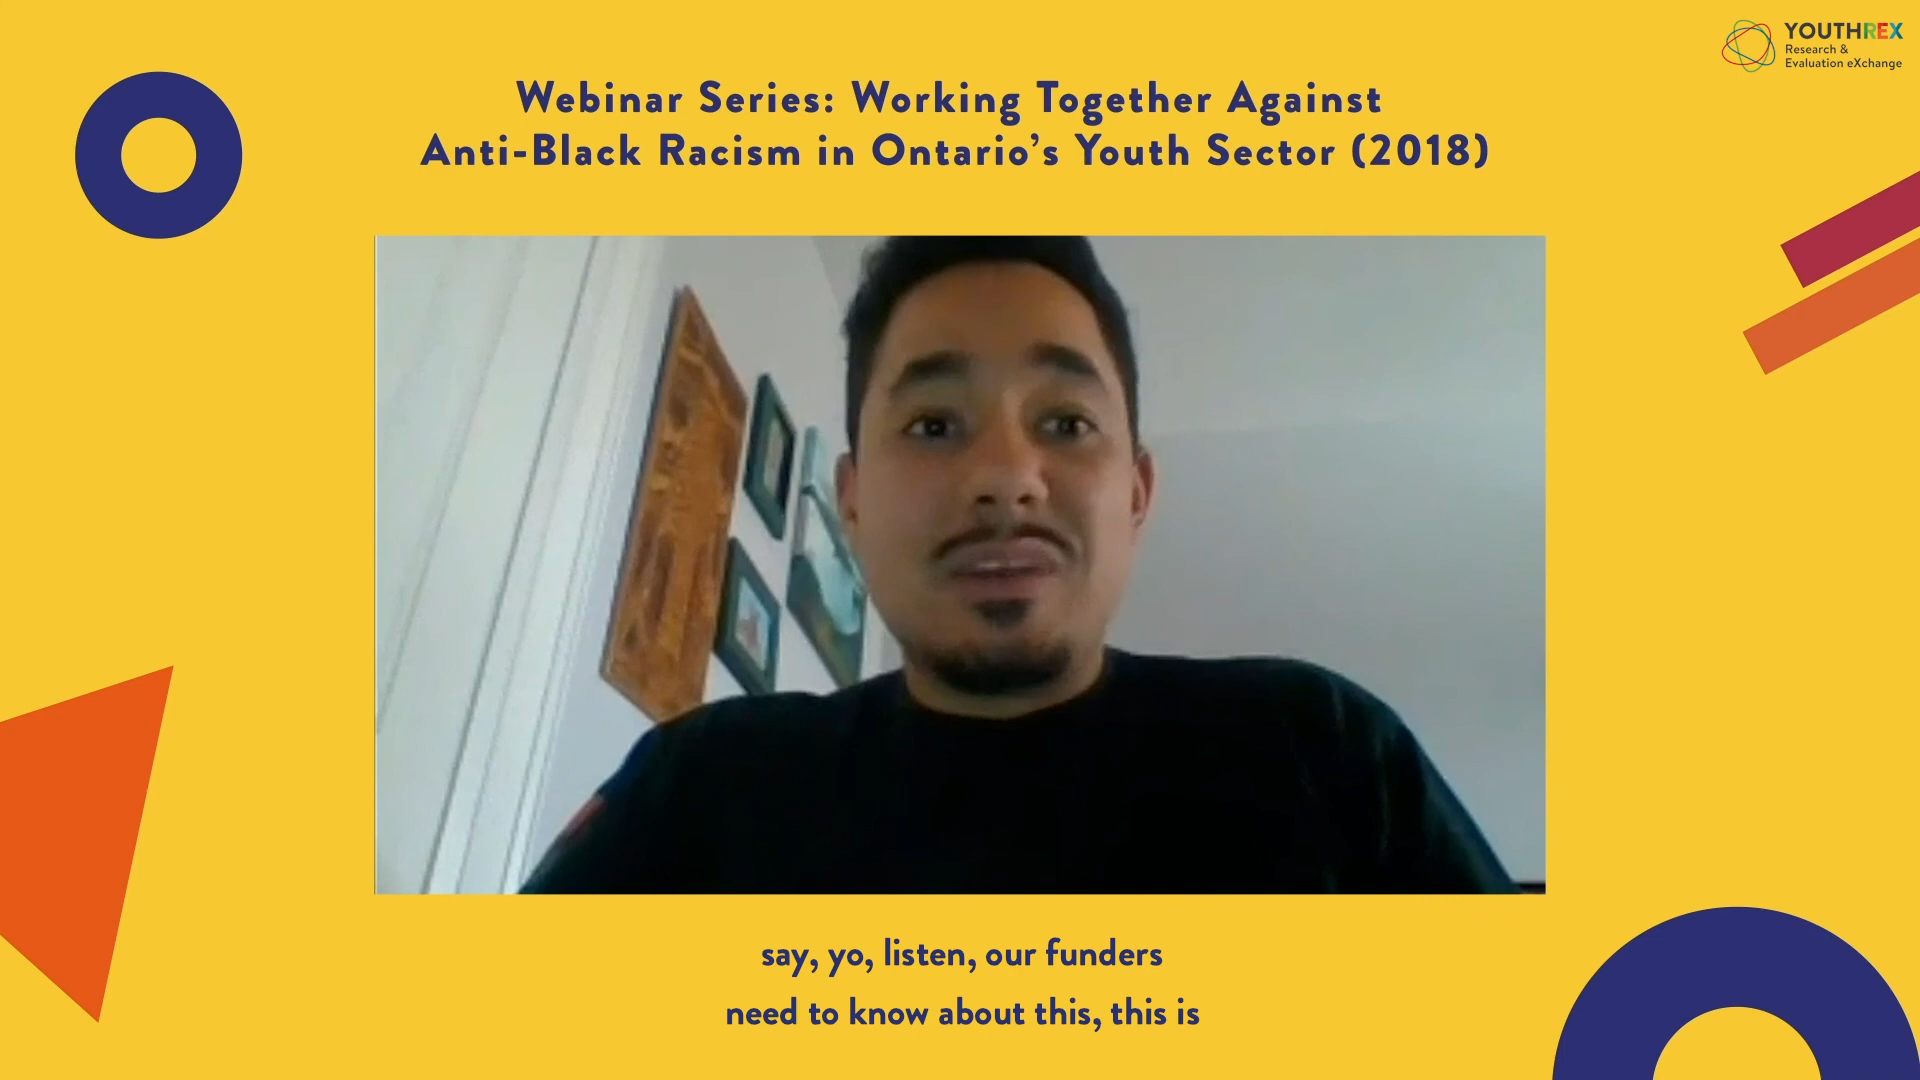 YOUTHREX
Research &
Evaluation eXchange
Webinar Series: Working Together Against
Anti-Black Racism in Ontario’s Youth Sector (2018)
say, yo, listen, our funders
need to know about this, this is